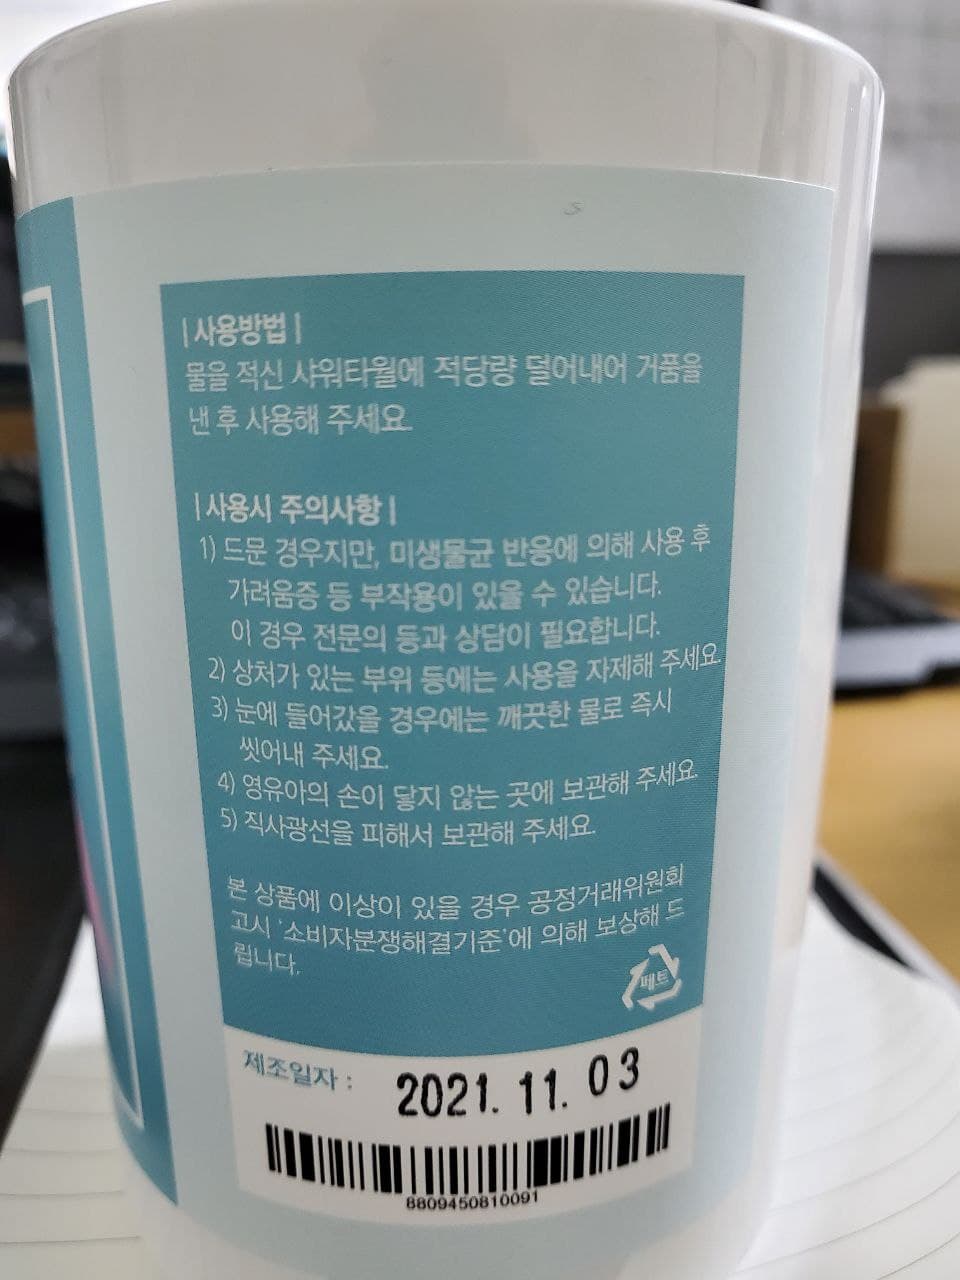 | 사용방법 |
물을 적신 샤워타월에 적당량 덜어내어 거품을
낸 후 사용해 주세요.
| 사용시 주의사항 |
1) 드문 경우지만, 미생물균 반응에 의해 사용 후
가려움증 등 부작용이 있을 수 있습니다.
이 경우 전문의 등과 상담이 필요합니다.
2) 상처가 있는 부위 등에는 사용을 자제해 주세요.
3) 눈에 들어갔을 경우에는 깨끗한 물로 즉시
씻어내 주세요.
4) 영유아의 손이 닿지 않는 곳에 보관해 주세요.
5) 직사광선을 피해서 보관해 주세요.
본 상품에 이상이 있을 경우 공정거래위원회
고시 '소비자분쟁해결기준'에 의해 보상해 드
립니다.
페트
제조일자 : 2021. 11. 03
8809450810091